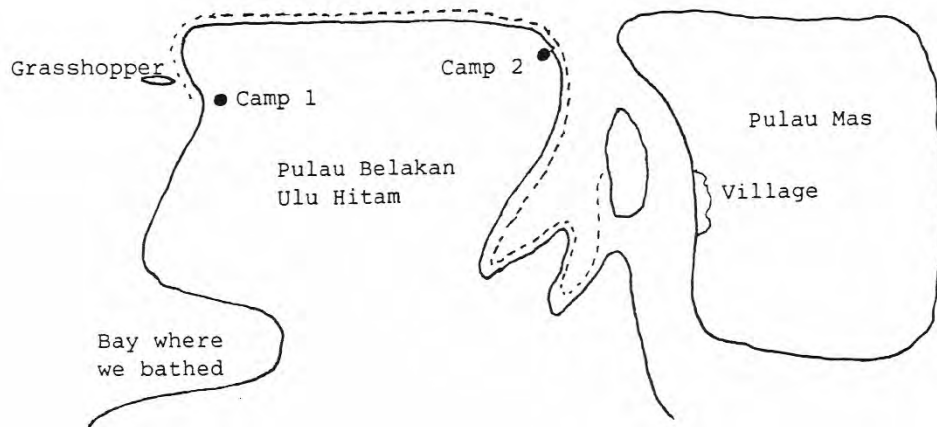 Grasshopper
Camp 1
Camp 2
Pulau Mas
Pulau Belakan
Ulu Hitam
Village
Bay where
we bathed